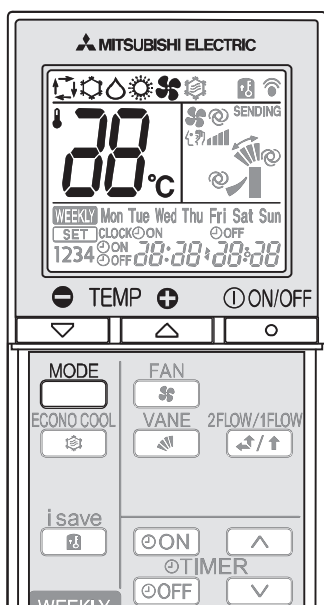 MITSUBISHI ELECTRIC
SENDING
88°C
WEEKLY Mon Tue Wed Thu Fri Sat Sun
SET CLOCK ON OFF
1234 ON OFF 88:88 88:88
TEMP ON/OFF
MODE FAN
ECONO COOL VANE 2FLOW/1FLOW
i save
ON
TIMER
OFF
WEEKLY